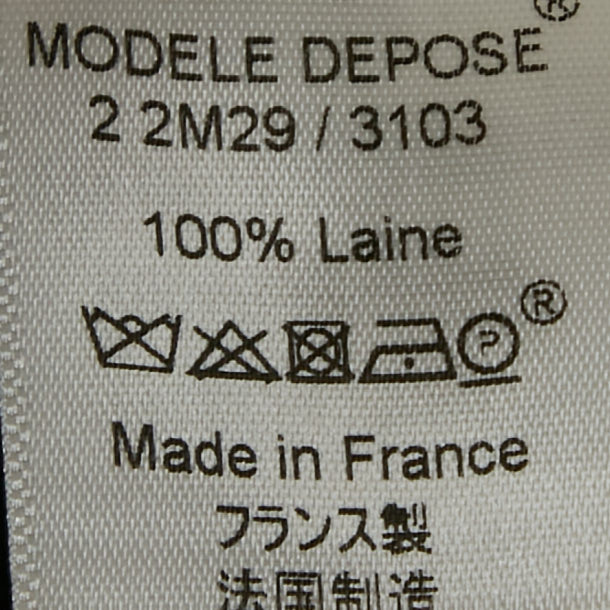 MODELE DEPOSE®
2 2M29 / 3103
100% Laine
P ®
Made in France
フランス製
法国制造